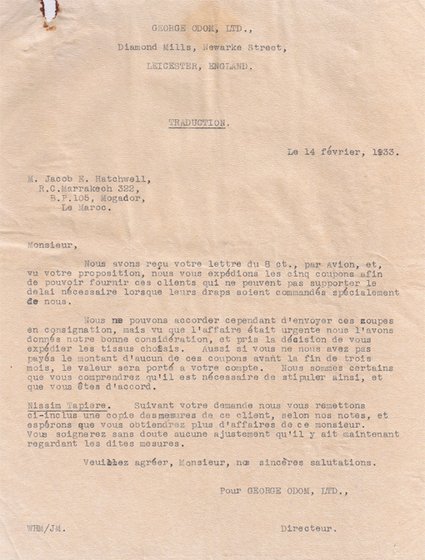 GEORGE ODOM, LTD.,
Diamond Mills, Newarke Street,
LEICESTER, ENGLAND.
TRADUCTION.
Le 14 février, 1933.
M. Jacob E. Hatchwell,
R.C.Marrakech 322,
B.P.105, Mogador,
Le Maroc.
Monsieur,
Nous avons reçu votre lettre du 8 ct., par avion, et,
vu votre proposition, nous vous expédions les cinq coupons afin
de pouvoir fournir ces clients qui ne peuvent pas supporter le
delai nécessaire lorsque leurs draps soient commandés spécialement
de nous.
Nous ne pouvons accorder cependant d'envoyer ces coupes
en consignation, mais vu que l'affaire était urgente nous l'avons
donnés notre bonne considération, et pris la décision de vous
expédier les tissus choisis. Aussi si vous ne nous avez pas
payés le montant d'aucun de ces coupons avant la fin de trois
mois, le valeur sera porté a votre compte. Nous sommes certains
que vous comprendrez qu'il est nécessaire de stipuler ainsi, et
que vous êtes d'accord.
Nissim Tapiere. Suivant votre demande nous vous remettons
ci-inclus une copie des mesures de ce client, selon nos notes, et
espérons que vous obtiendrez plus d'affaires de ce monsieur.
Vous soignerez sans doute aucune ajustement qu'il y ait maintenant
regardant les dites mesures.
Veuillez agréer, Monsieur, nos sincères salutations.
Pour GEORGE ODOM, LTD.,
WHM/JM.
Directeur.